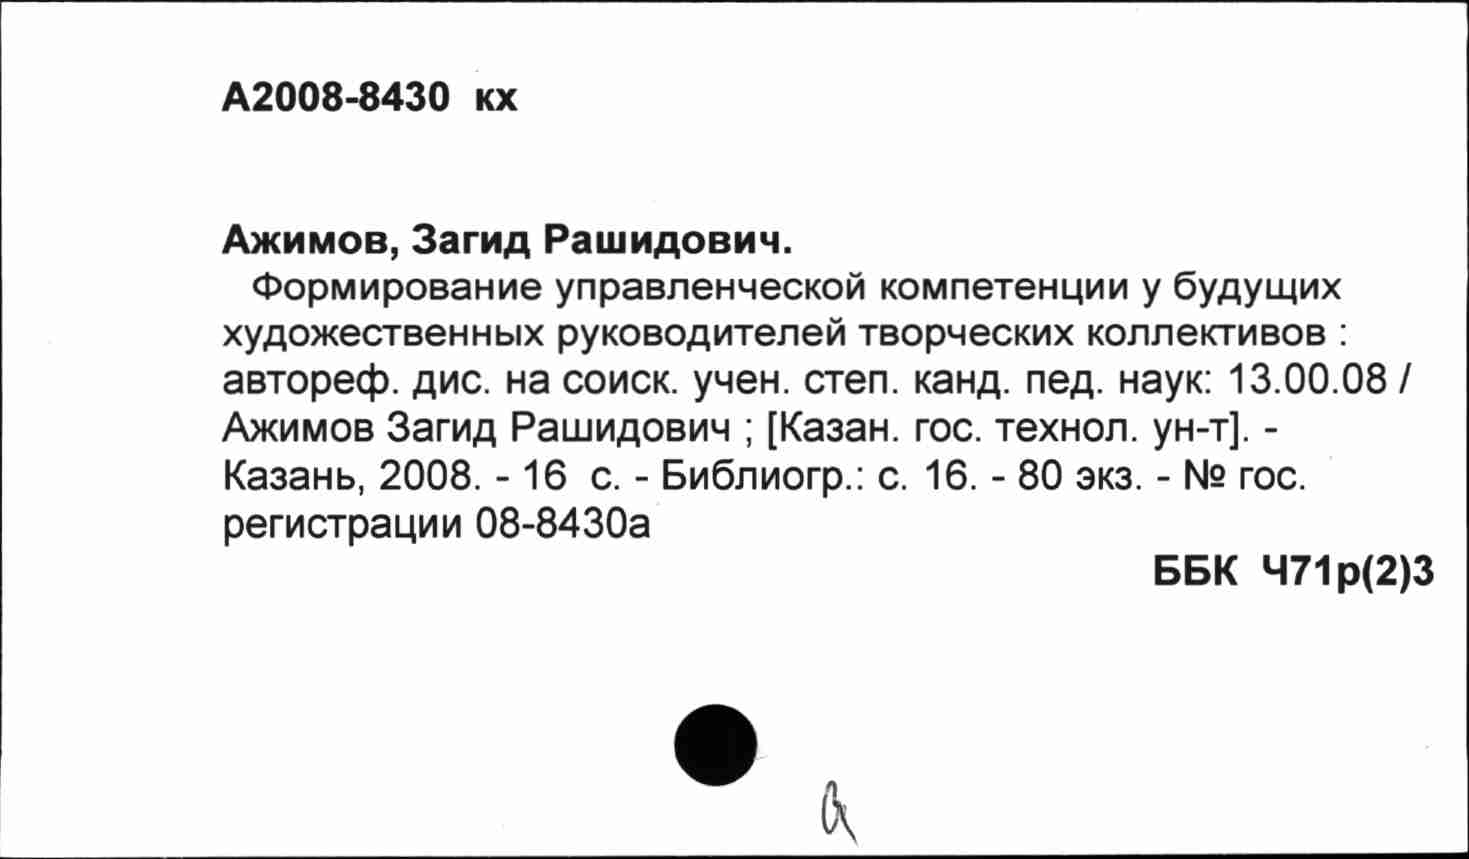 А2008-8430 кх
Ажимов, Загид Рашидович.
Формирование управленческой компетенции у будущих
художественных руководителей творческих коллективов :
автореф. дис. на соиск. учен. степ. канд. пед. наук: 13.00.08 /
Ажимов Загид Рашидович ; [Казан. гос. технол. ун-т]. -
Казань, 2008. - 16 с. - Библиогр.: с. 16. - 80 экз. - № гос.
регистрации 08-8430а
ББК Ч71р(2)3